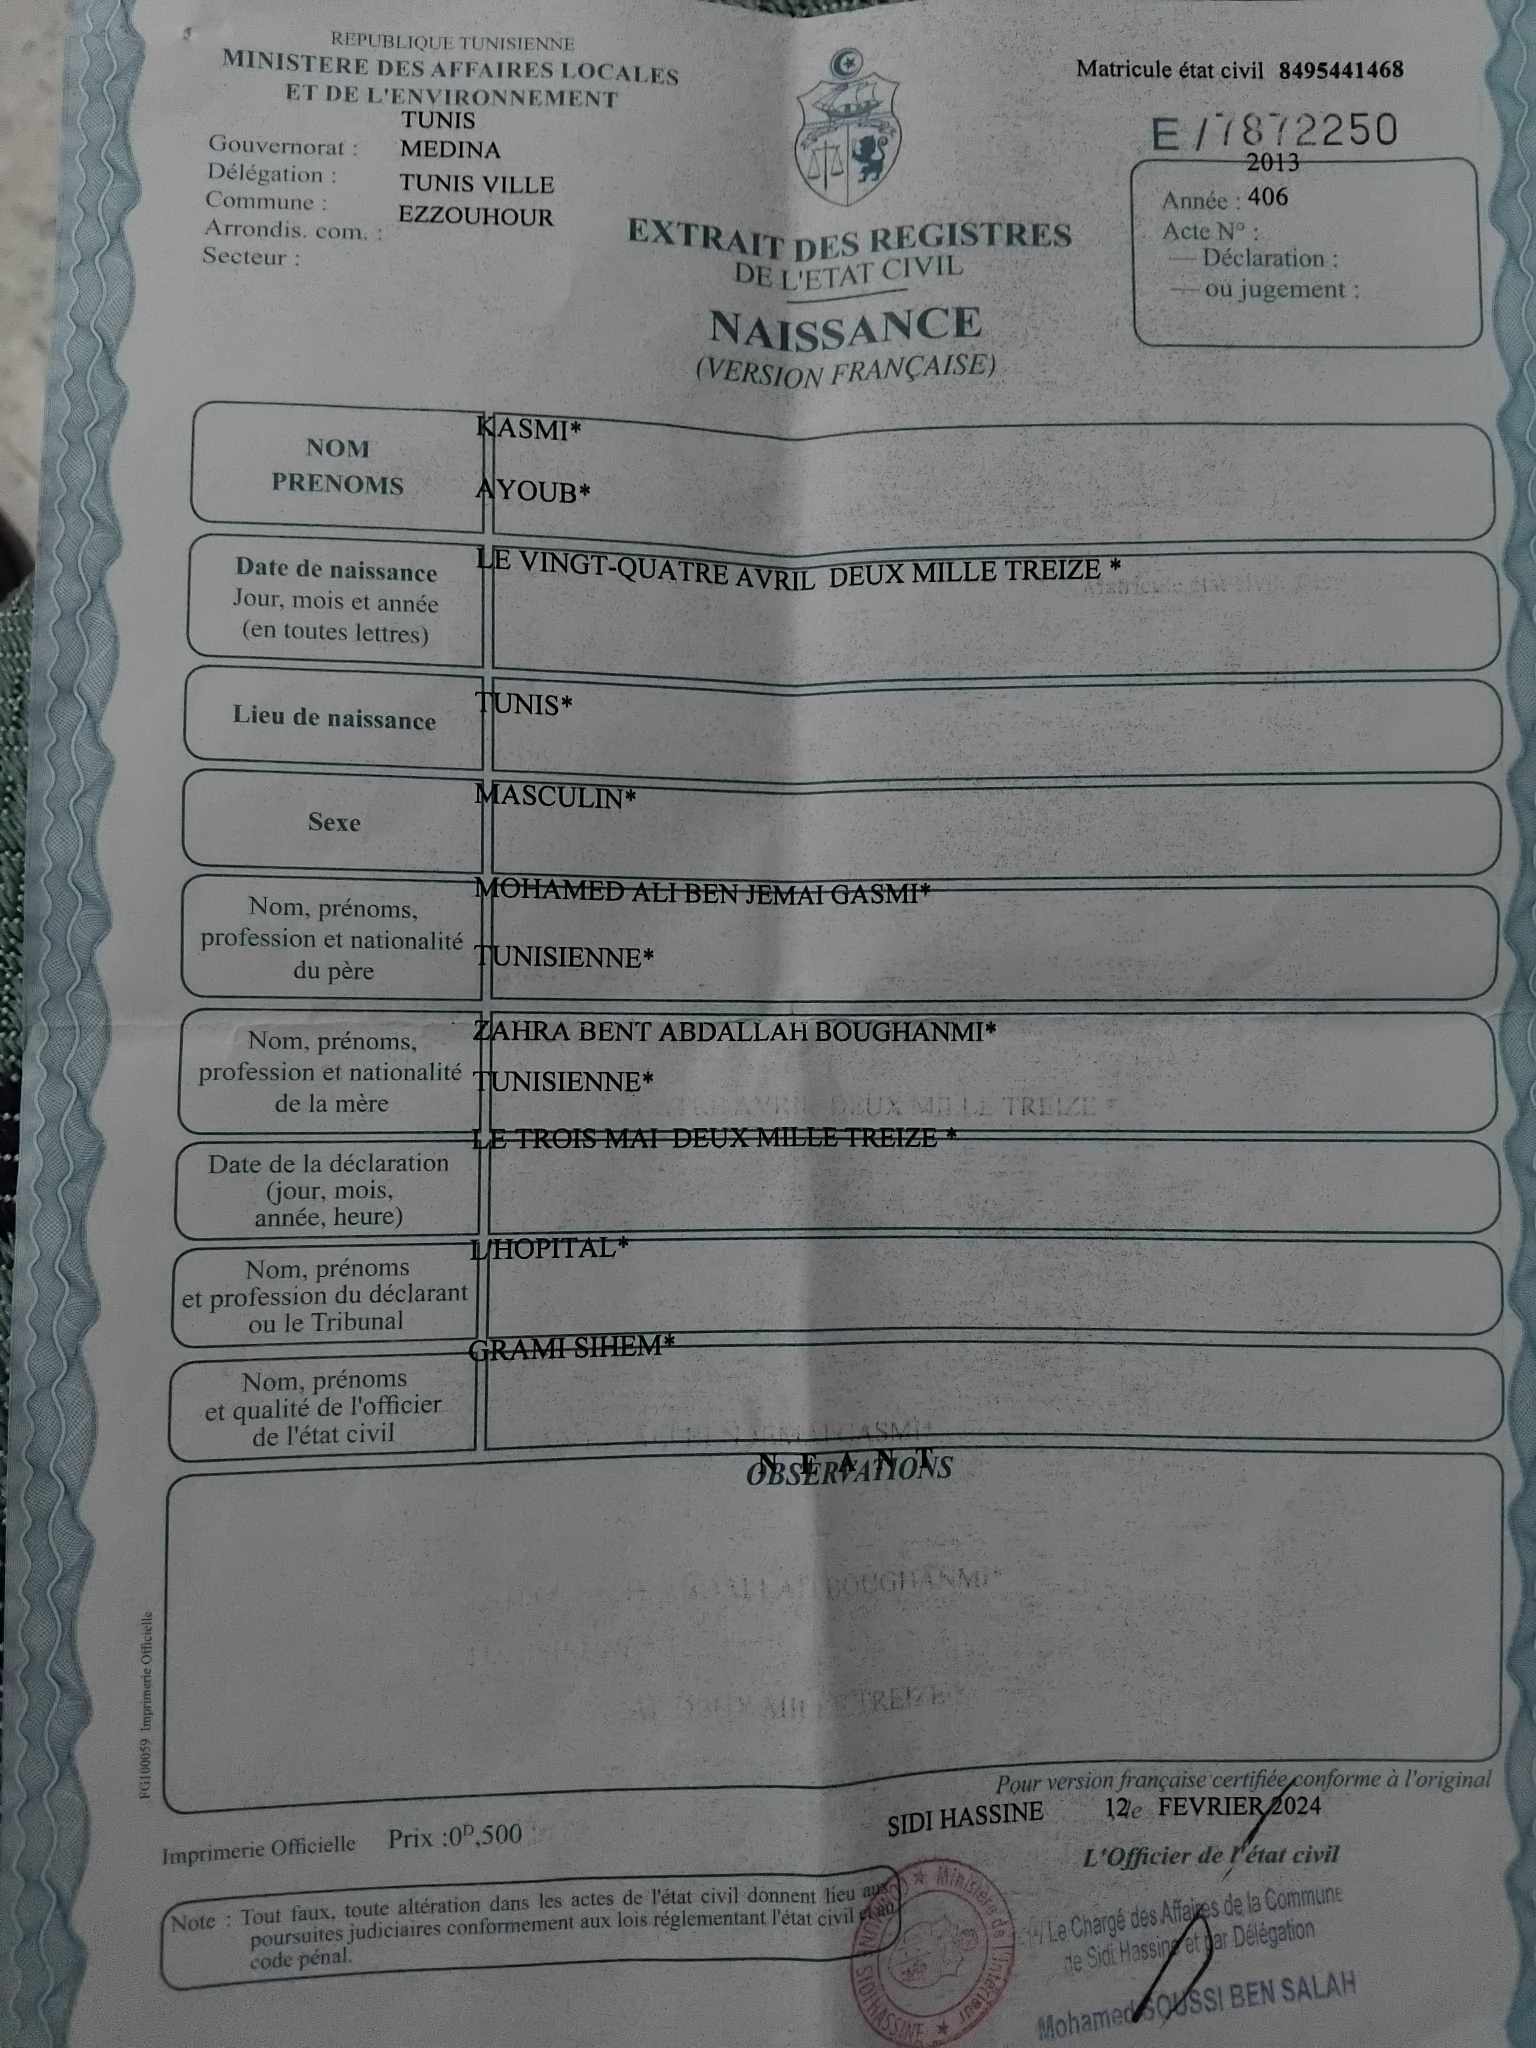 REPUBLIQUE TUNISIENNE
MINISTERE DES AFFAIRES LOCALES
ET DE L'ENVIRONNEMENT
TUNIS
Gouvernorat : MEDINA
Délégation : TUNIS VILLE
Commune : EZZOUHOUR
Arrondis. com. :
Secteur :
Matricule état civil 8495441468
E /7872250
2013
Année : 406
Acte N° :
— Déclaration :
— ou jugement :
EXTRAIT DES REGISTRES
DE L'ETAT CIVIL
NAISSANCE
(VERSION FRANÇAISE)
NOM KASMI*
PRENOMS AYOUB*
Date de naissance LE VINGT-QUATRE AVRIL DEUX MILLE TREIZE *
Jour, mois et année
(en toutes lettres)
Lieu de naissance TUNIS*
Sexe MASCULIN*
Nom, prénoms, MOHAMED ALI BEN JEMAI GASMI*
profession et nationalité TUNISIENNE*
du père
Nom, prénoms, ZAHRA BENT ABDALLAH BOUGHANMI*
profession et nationalité TUNISIENNE*
de la mère
LE TROIS MAI DEUX MILLE TREIZE *
Date de la déclaration
(jour, mois,
année, heure)
L'HOPITAL*
Nom, prénoms
et profession du déclarant
ou le Tribunal
GRAMI SIHEM*
Nom, prénoms
et qualité de l'officier
de l'état civil
N E A N T
OBSERVATIONS
FG100059 Imprimerie Officielle
Pour version française certifiée conforme à l'original
SIDI HASSINE 12 le FEVRIER 2024
Imprimerie Officielle Prix :0D,500
L'Officier de l'état civil
Note : Tout faux, toute altération dans les actes de l'état civil donnent lieu aux
poursuites judiciaires conformement aux lois réglementant l'état civil et au
code pénal.
Le Chargé des Affaires de la Commune
de Sidi Hassine et par Délégation
Mohamed SOUSSI BEN SALAH
Ministère de l'Intérieur
SIDI HASSINE